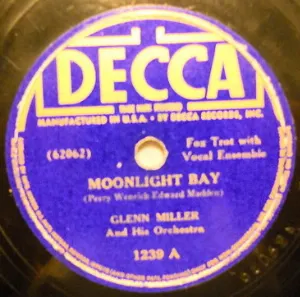 DECCA
MANUFACTURED IN U.S.A. BY DECCA RECORDS, INC.
(62062)
Fox Trot with
Vocal Ensemble
MOONLIGHT BAY
(Percy Wenrich-Edward Madden)
GLENN MILLER
And His Orchestra
1239 A